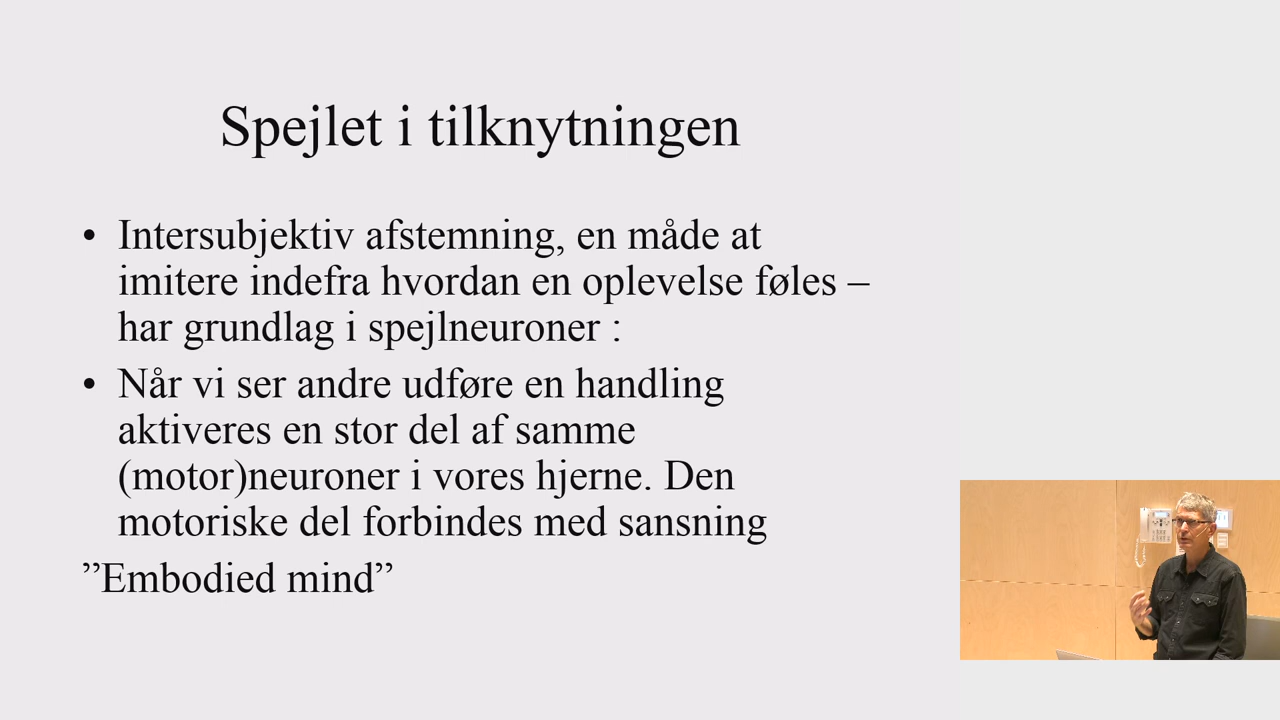 Spejlet i tilknytningen
• Intersubjektiv afstemning, en måde at
imitere indefra hvordan en oplevelse føles –
har grundlag i spejlneuroner :
• Når vi ser andre udføre en handling
aktiveres en stor del af samme
(motor)neuroner i vores hjerne. Den
motoriske del forbindes med sansning
”Embodied mind”